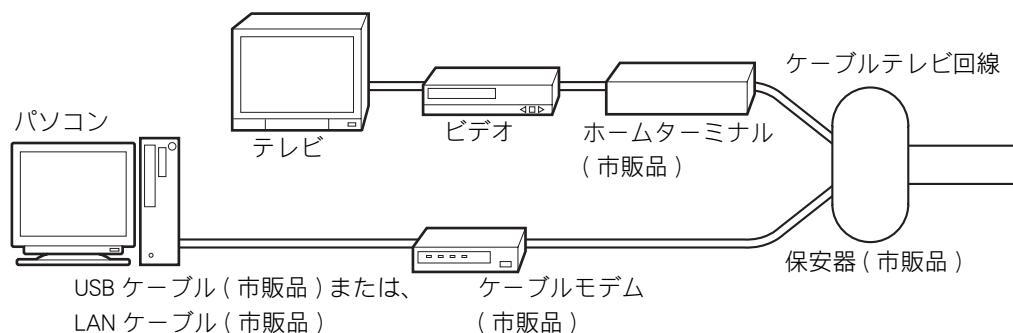 ケーブルテレビ回線
パソコン
テレビ
ビデオ
ホームターミナル
( 市販品 )
保安器 ( 市販品 )
USB ケーブル ( 市販品 ) または、
LAN ケーブル ( 市販品 )
ケーブルモデム
( 市販品 )